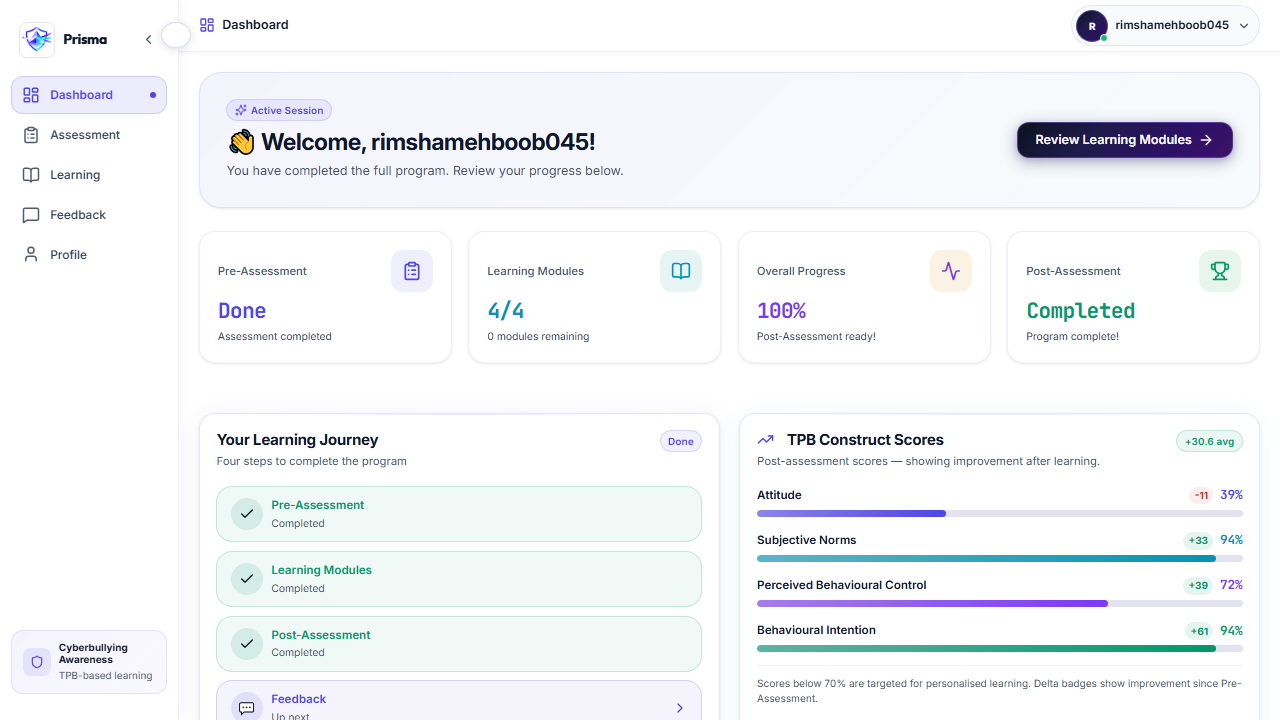 Prisma
Dashboard
Assessment
Learning
Feedback
Profile
Cyberbullying
Awareness
TPB-based learning
Dashboard
R
rimshamehboob045
Active Session
👋 Welcome, rimshamehboob045!
You have completed the full program. Review your progress below.
Review Learning Modules →
Pre-Assessment
Done
Assessment completed
Learning Modules
4/4
0 modules remaining
Overall Progress
100%
Post-Assessment ready!
Post-Assessment
Completed
Program complete!
Your Learning Journey
Done
Four steps to complete the program
Pre-Assessment
Completed
Learning Modules
Completed
Post-Assessment
Completed
Feedback
Up next
TPB Construct Scores
+30.6 avg
Post-assessment scores — showing improvement after learning.
Attitude -11 39%
Subjective Norms +33 94%
Perceived Behavioural Control +39 72%
Behavioural Intention +61 94%
Scores below 70% are targeted for personalised learning. Delta badges show improvement since Pre-
Assessment.